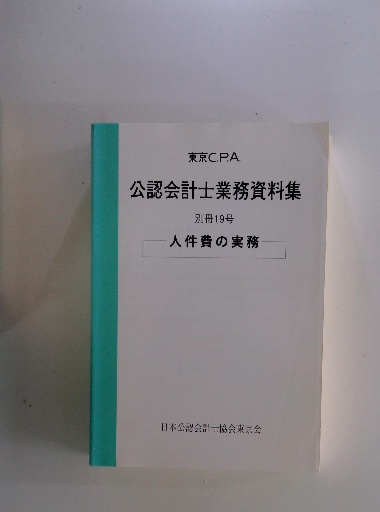 東京C.P.A.
公認会計士業務資料集
別冊19号
人件費の実務
日本公認会計士協会東京会